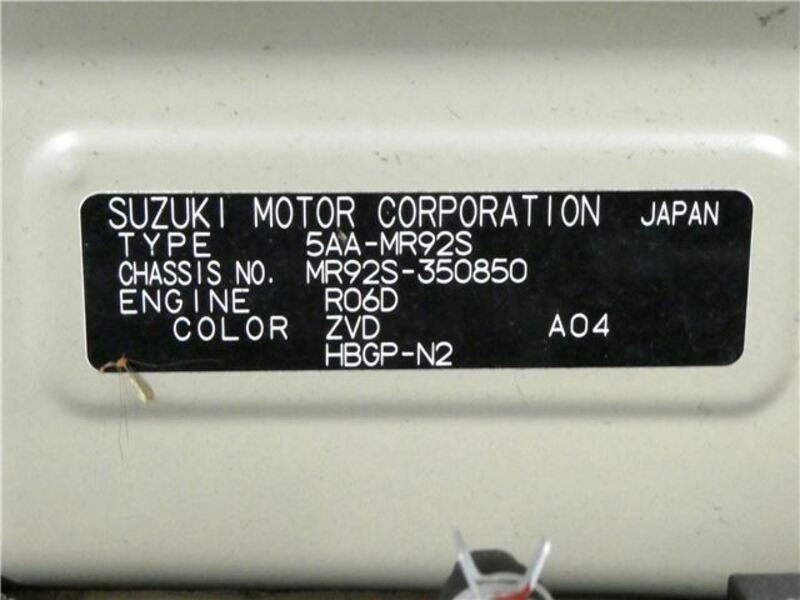 SUZUKI MOTOR CORPORATION JAPAN
TYPE 5AA-MR92S
CHASSIS NO. MR92S-350850
ENGINE R06D
COLOR ZVD A04
HBGP-N2